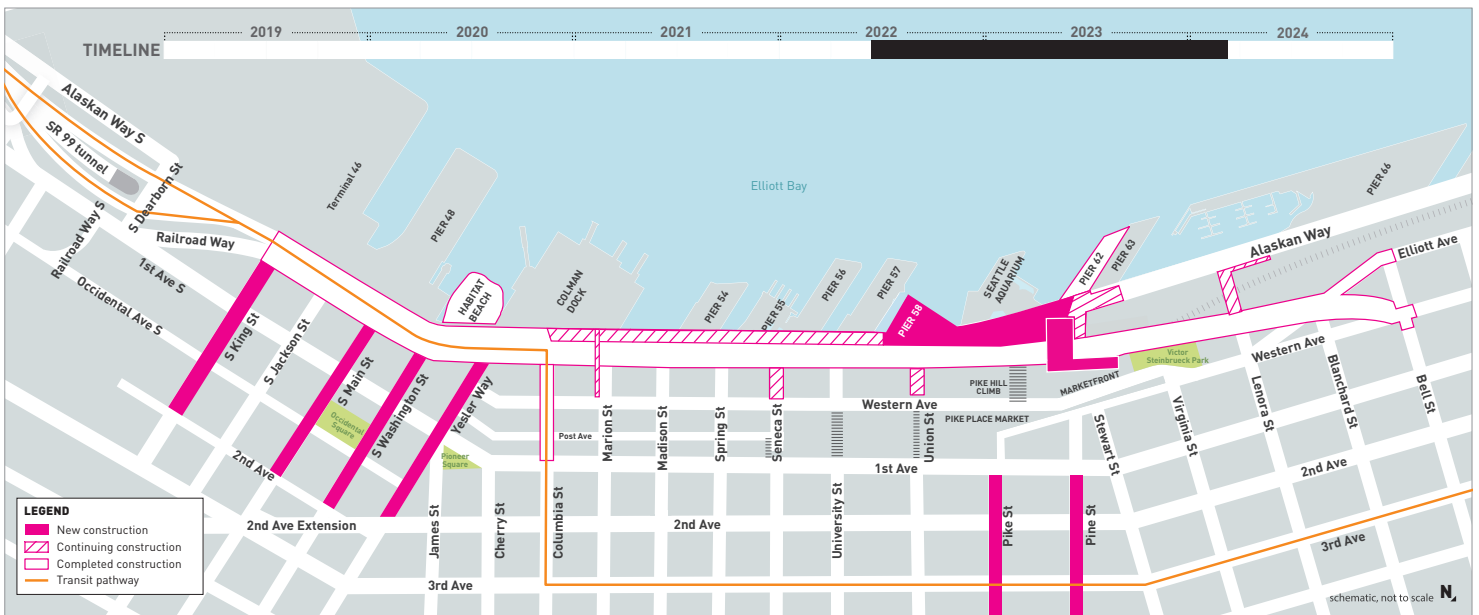 2019
2020
2021
2022
2023
2024
TIMELINE
Alaskan Way S
SR 99 tunnel
S Dearborn St
Railroad Way S
Railroad Way
1st Ave S
Occidental Ave S
Terminal 46
PIER 48
HABITAT
BEACH
COLMAN
DOCK
PIER 54
PIER 55
PIER 56
PIER 57
PIER 58
SEATTLE
AQUARIUM
PIER 62
PIER 63
PIER 66
Elliott Bay
Alaskan Way
Elliott Ave
S King St
S Jackson St
S Main St
Occidental
Square
S Washington St
Yesler Way
Pioneer
Square
2nd Ave
2nd Ave Extension
James St
Cherry St
Columbia St
Post Ave
Marion St
Madison St
Spring St
Seneca St
University St
Union St
Western Ave
PIKE HILL
CLIMB
PIKE PLACE MARKET
MARKETFRONT
Victor
Steinbrueck Park
Western Ave
1st Ave
2nd Ave
3rd Ave
Pike St
Pine St
Stewart St
Virginia St
Lenora St
Blanchard St
Bell St
2nd Ave
3rd Ave
LEGEND
New construction
Continuing construction
Completed construction
Transit pathway
schematic, not to scale
N